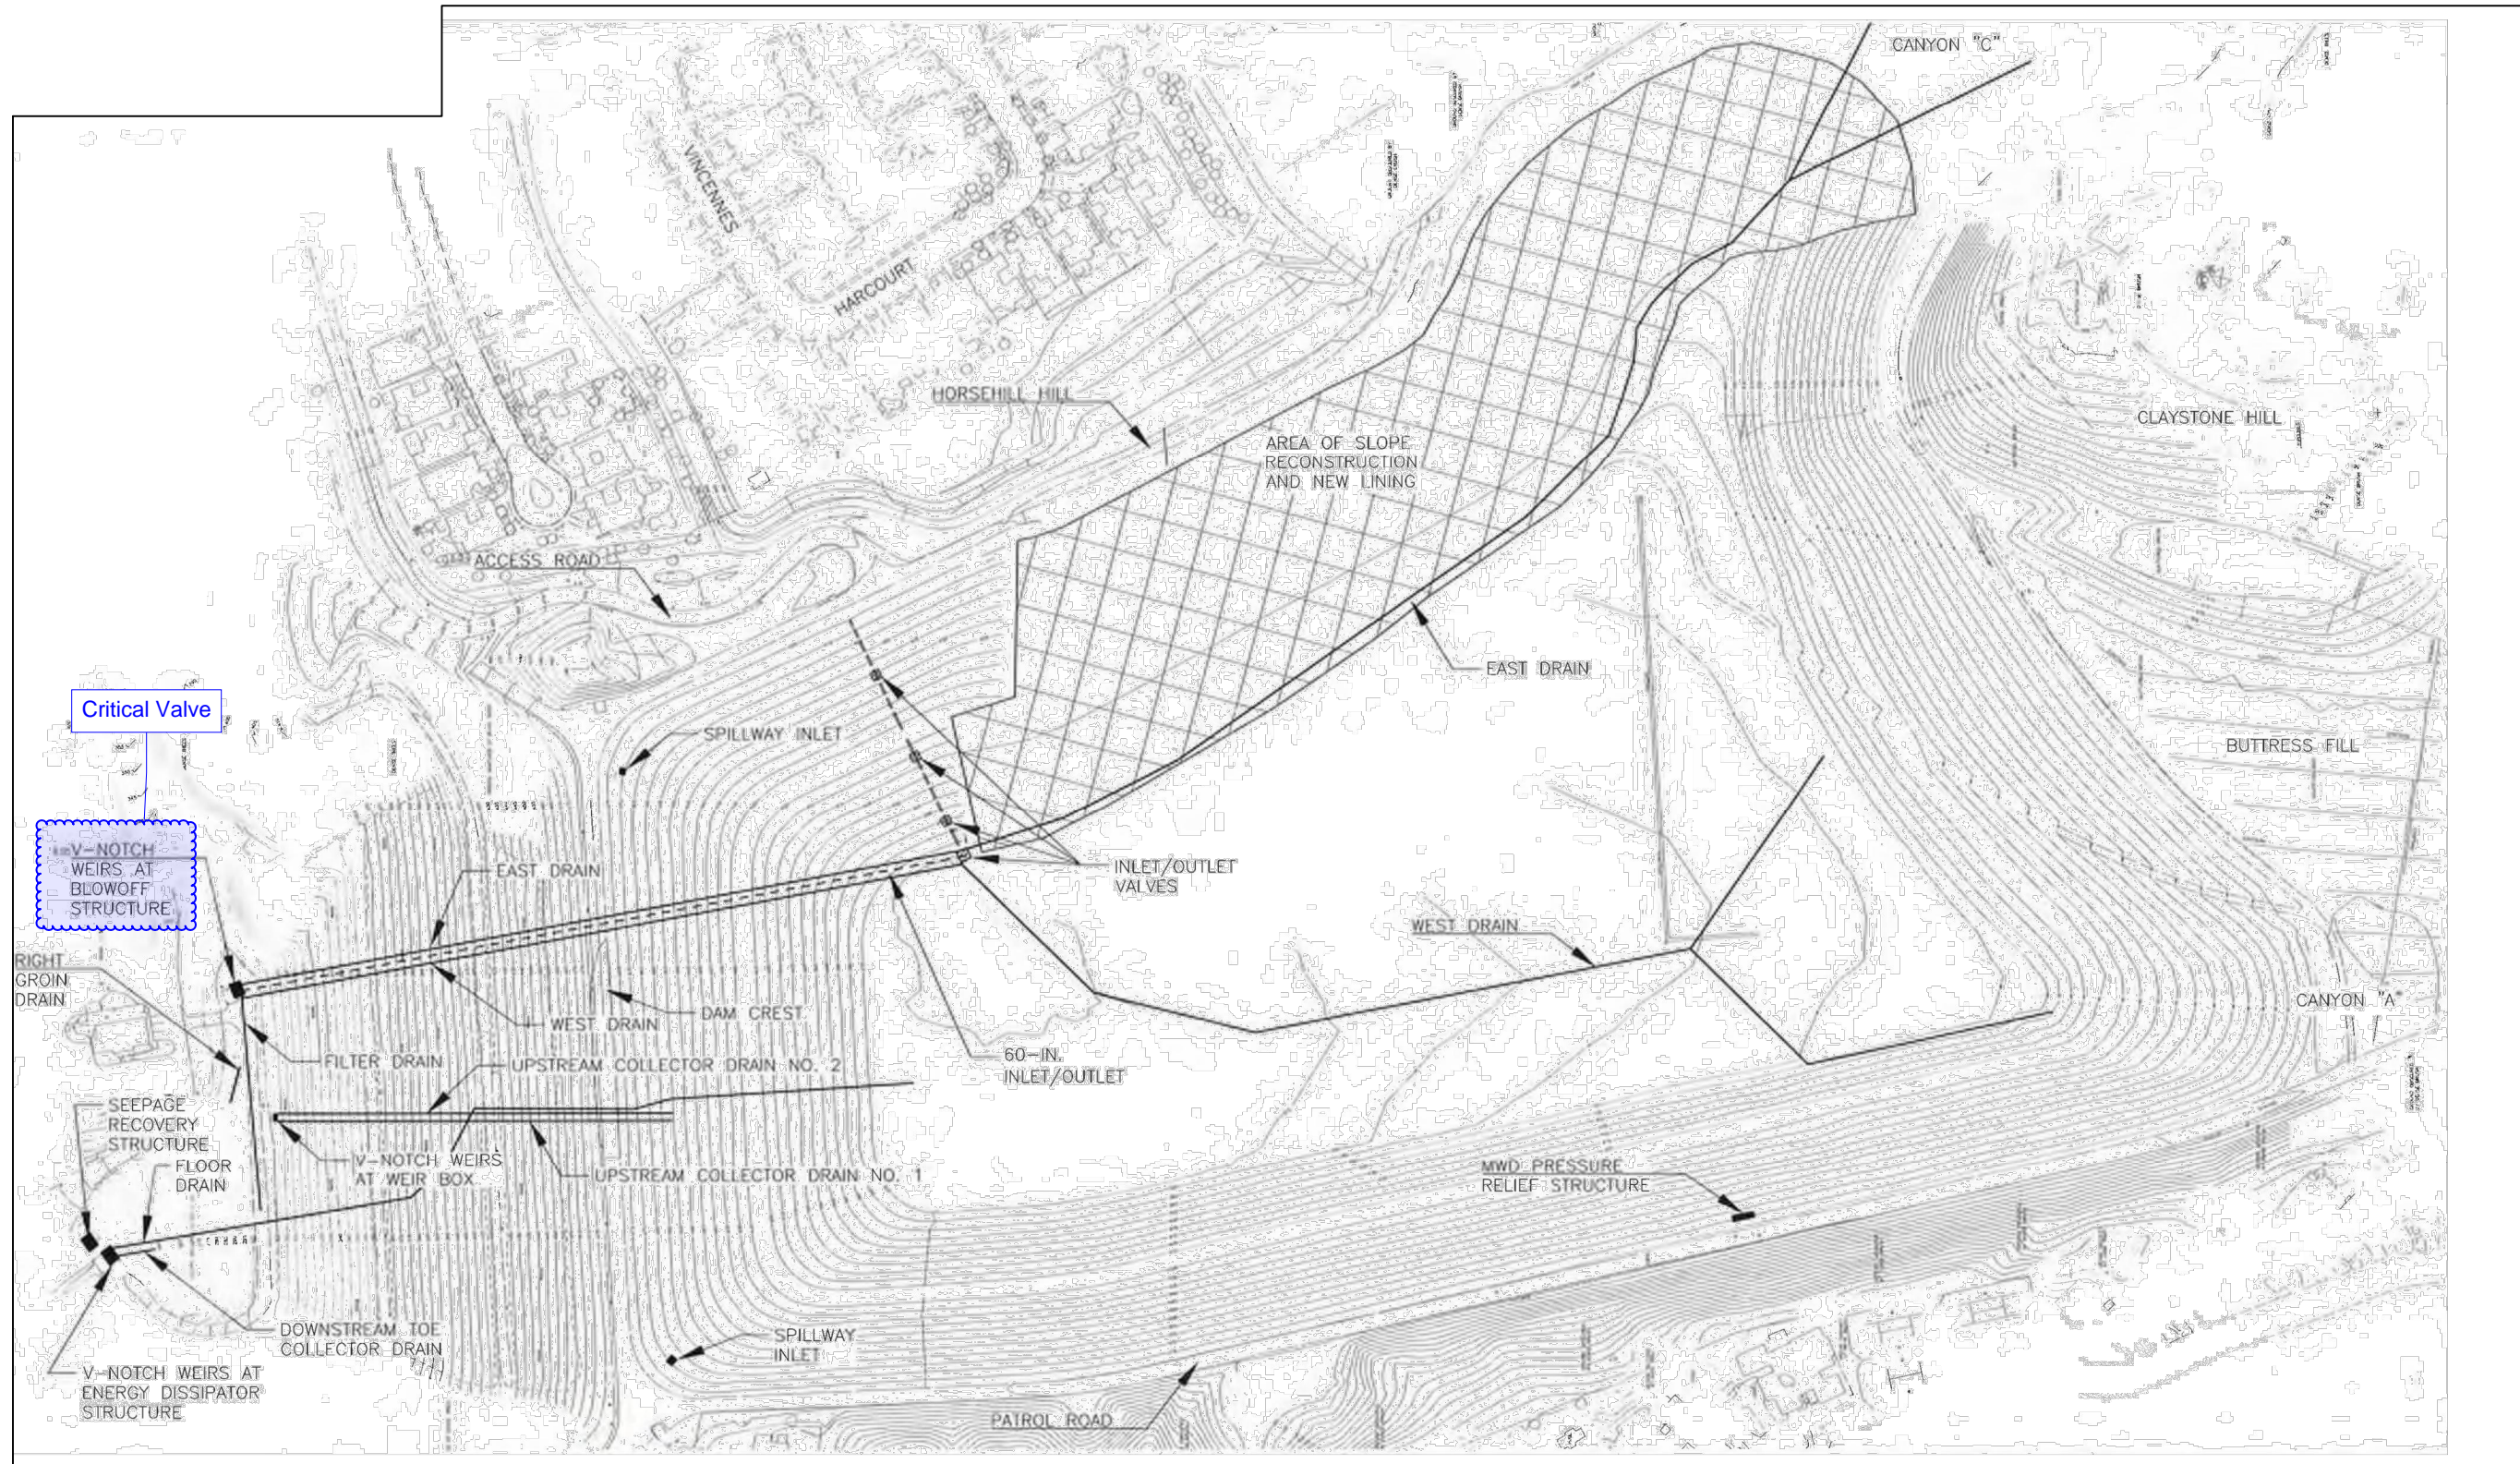 CANYON "C"
VINCENNES
HARCOURT
HORSEHILL HILL
CLAYSTONE HILL
AREA OF SLOPE
RECONSTRUCTION
AND NEW LINING
ACCESS ROAD
EAST DRAIN
Critical Valve
SPILLWAY INLET
BUTTRESS FILL
V-NOTCH
WEIRS AT
BLOWOFF
STRUCTURE
EAST DRAIN
INLET/OUTLET
VALVES
WEST DRAIN
RIGHT
GROIN
DRAIN
CANYON "A"
DAM CREST
WEST DRAIN
FILTER DRAIN
UPSTREAM COLLECTOR DRAIN NO. 2
60-IN.
INLET/OUTLET
SEEPAGE
RECOVERY
STRUCTURE
FLOOR
DRAIN
V-NOTCH WEIRS
AT WEIR BOX
UPSTREAM COLLECTOR DRAIN NO. 1
MWD PRESSURE
RELIEF STRUCTURE
DOWNSTREAM TOE
COLLECTOR DRAIN
SPILLWAY
INLET
V-NOTCH WEIRS AT
ENERGY DISSIPATOR
STRUCTURE
PATROL ROAD